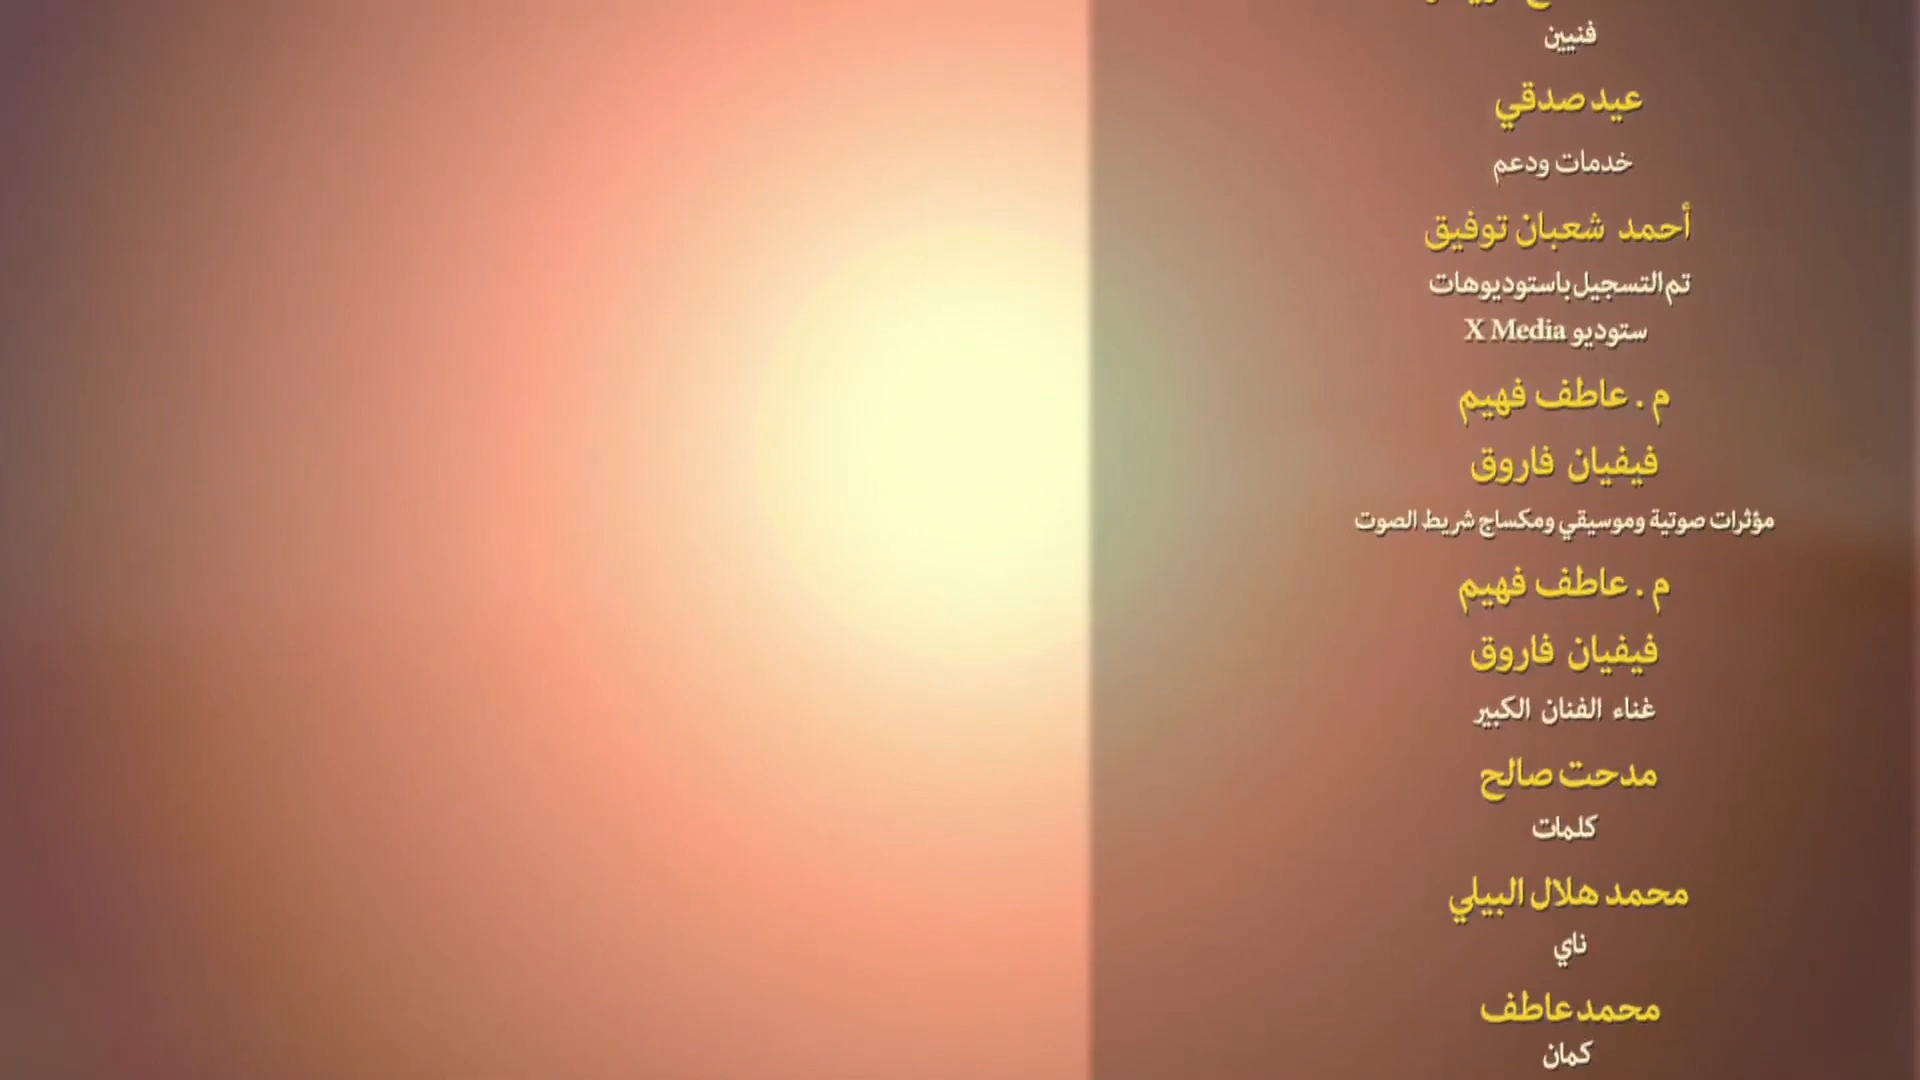 فنيين
عيد صدقي
خدمات ودعم
أحمد شعبان توفيق
تم التسجيل باستوديوهات
ستوديو X Media
م . عاطف فهيم
فيفيان فاروق
مؤثرات صوتية وموسيقي ومكساج شريط الصوت
م . عاطف فهيم
فيفيان فاروق
غناء الفنان الكبير
مدحت صالح
كلمات
محمد هلال البيلي
ناي
محمد عاطف
كمان